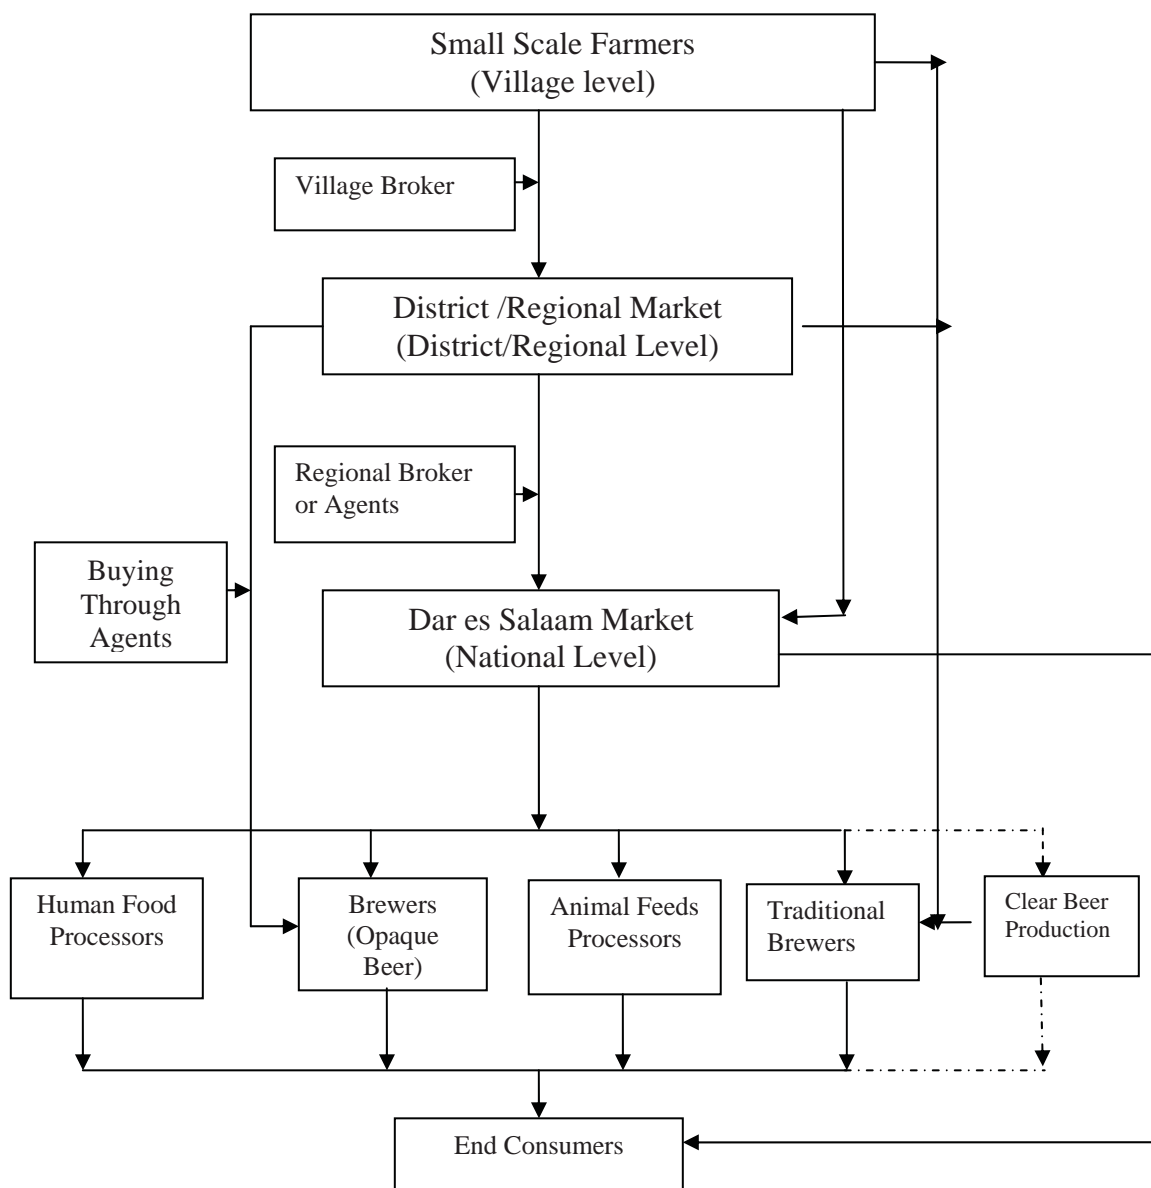 Small Scale Farmers
(Village level)
Village Broker
District /Regional Market
(District/Regional Level)
Regional Broker
or Agents
Buying
Through
Agents
Dar es Salaam Market
(National Level)
Human Food
Processors
Brewers
(Opaque
Beer)
Animal Feeds
Processors
Traditional
Brewers
Clear Beer
Production
End Consumers